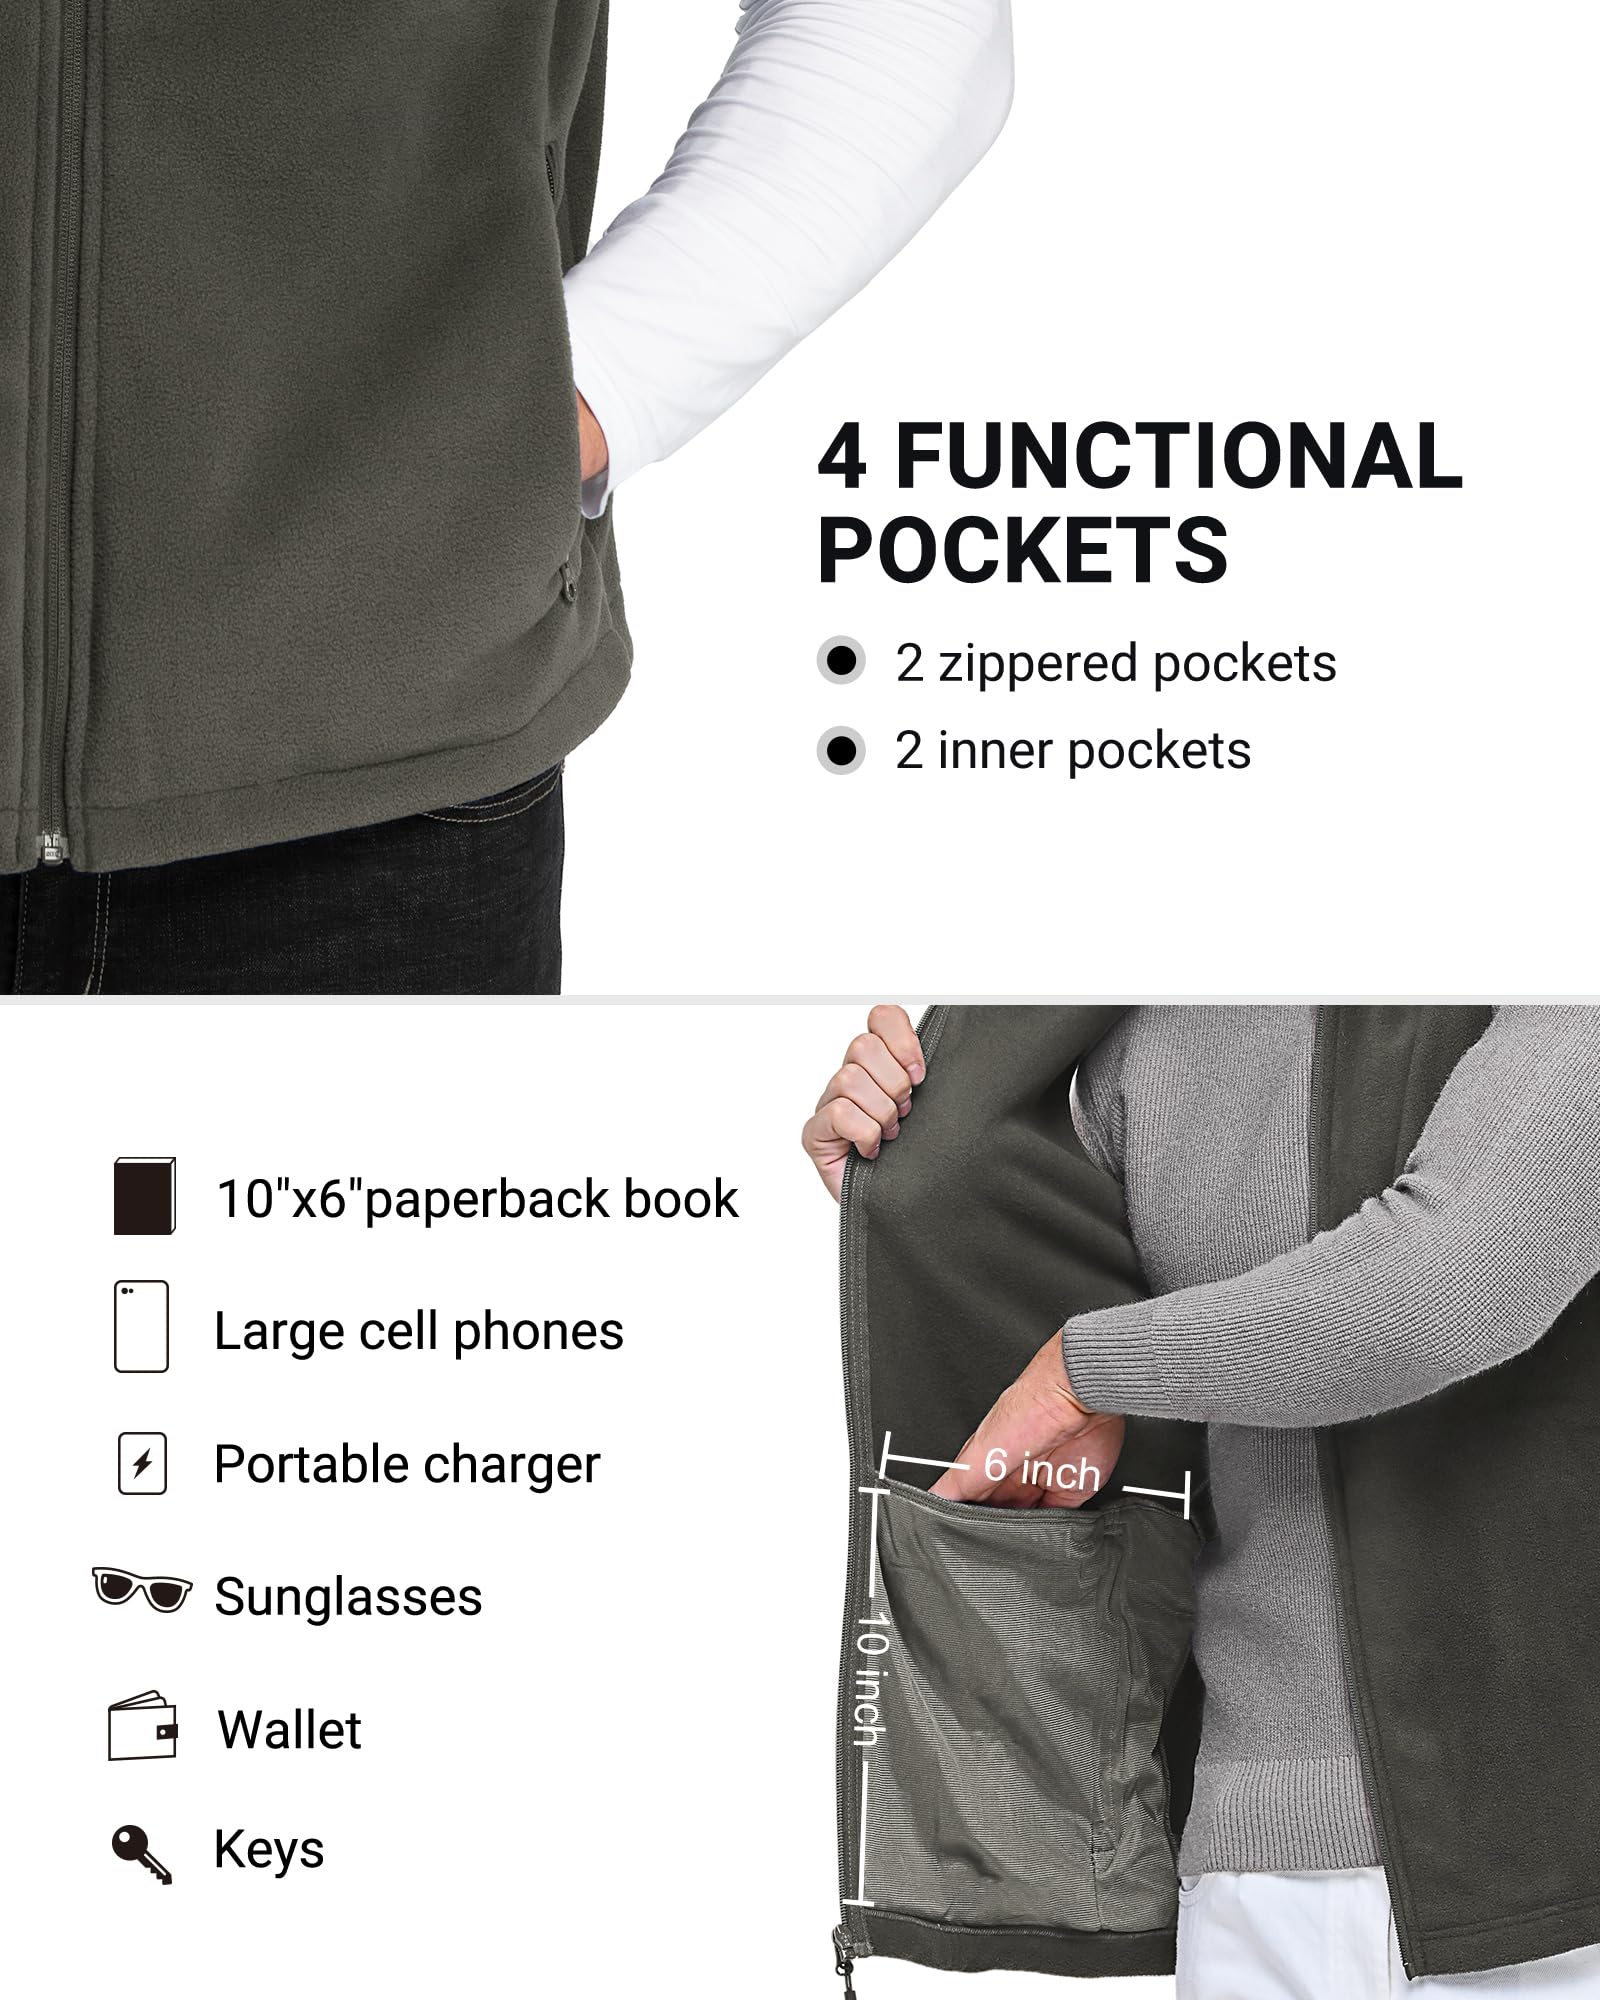 4 FUNCTIONAL
POCKETS
2 zippered pockets
2 inner pockets
10"x6"paperback book
Large cell phones
Portable charger
Sunglasses
Wallet
Keys
6 inch
10 inch